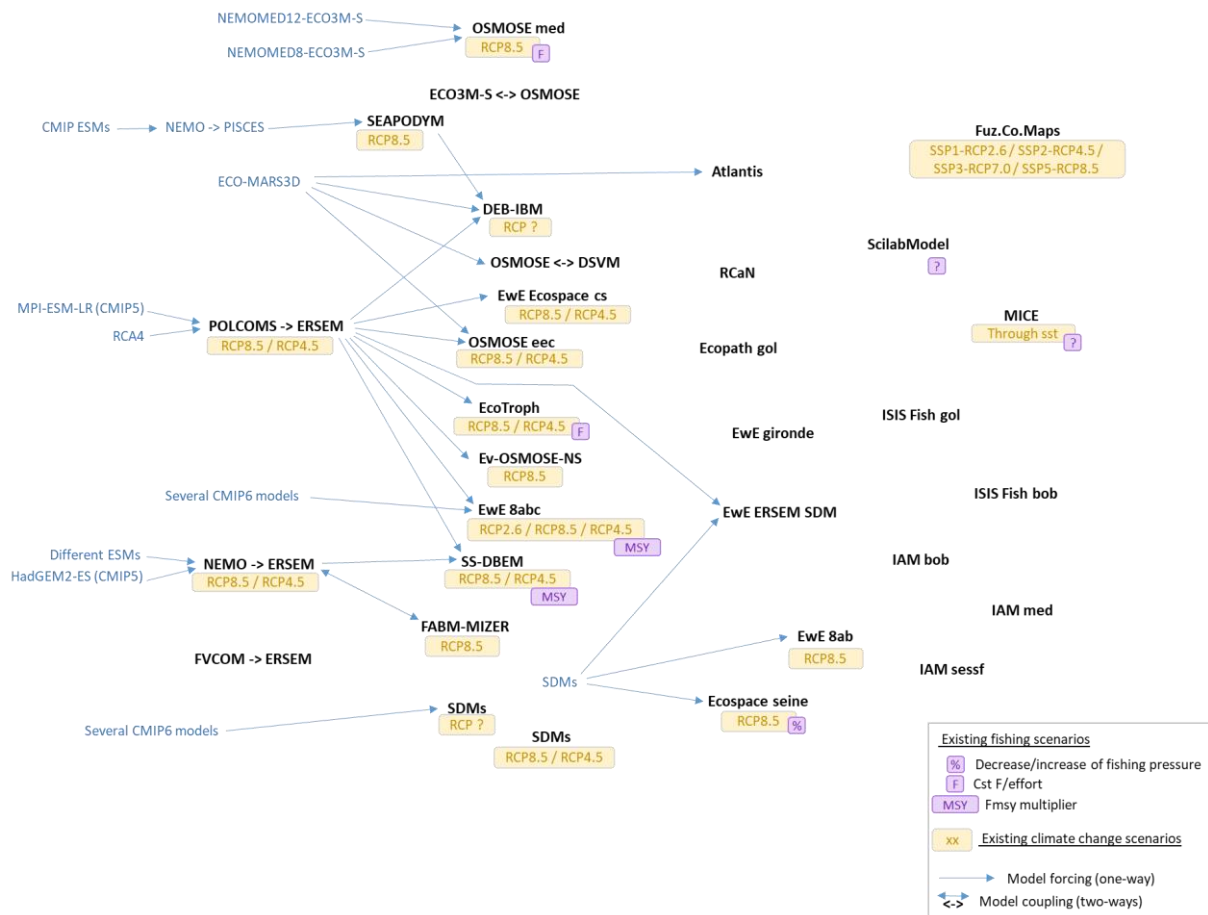 NEMOMED12-ECO3M-S
OSMOSE med
RCP8.5
F
NEMOMED8-ECO3M-S
ECO3M-S <-> OSMOSE
CMIP ESMs
NEMO -> PISCES
SEAPODYM
RCP8.5
Fuz.Co.Maps
SSP1-RCP2.6 / SSP2-RCP4.5 /
SSP3-RCP7.0 / SSP5-RCP8.5
ECO-MARS3D
Atlantis
DEB-IBM
RCP ?
ScilabModel
?
OSMOSE <-> DSVM
RCaN
EwE Ecospace cs
RCP8.5 / RCP4.5
MPI-ESM-LR (CMIP5)
RCA4
POLCOMS -> ERSEM
RCP8.5 / RCP4.5
MICE
Through sst
?
OSMOSE eec
RCP8.5 / RCP4.5
Ecopath gol
EcoTroph
RCP8.5 / RCP4.5
F
ISIS Fish gol
EwE gironde
Ev-OSMOSE-NS
RCP8.5
Several CMIP6 models
EwE 8abc
RCP2.6 / RCP8.5 / RCP4.5
MSY
ISIS Fish bob
EwE ERSEM SDM
Different ESMs
HadGEM2-ES (CMIP5)
NEMO -> ERSEM
RCP8.5 / RCP4.5
SS-DBEM
RCP8.5 / RCP4.5
MSY
IAM bob
FABM-MIZER
RCP8.5
IAM med
FVCOM -> ERSEM
EwE 8ab
RCP8.5
IAM sessf
SDMs
Ecospace seine
RCP8.5
%
Several CMIP6 models
SDMs
RCP ?
SDMs
RCP8.5 / RCP4.5
Existing fishing scenarios
% Decrease/increase of fishing pressure
F Cst F/effort
MSY Fmsy multiplier
xx Existing climate change scenarios
Model forcing (one-way)
<-> Model coupling (two-ways)